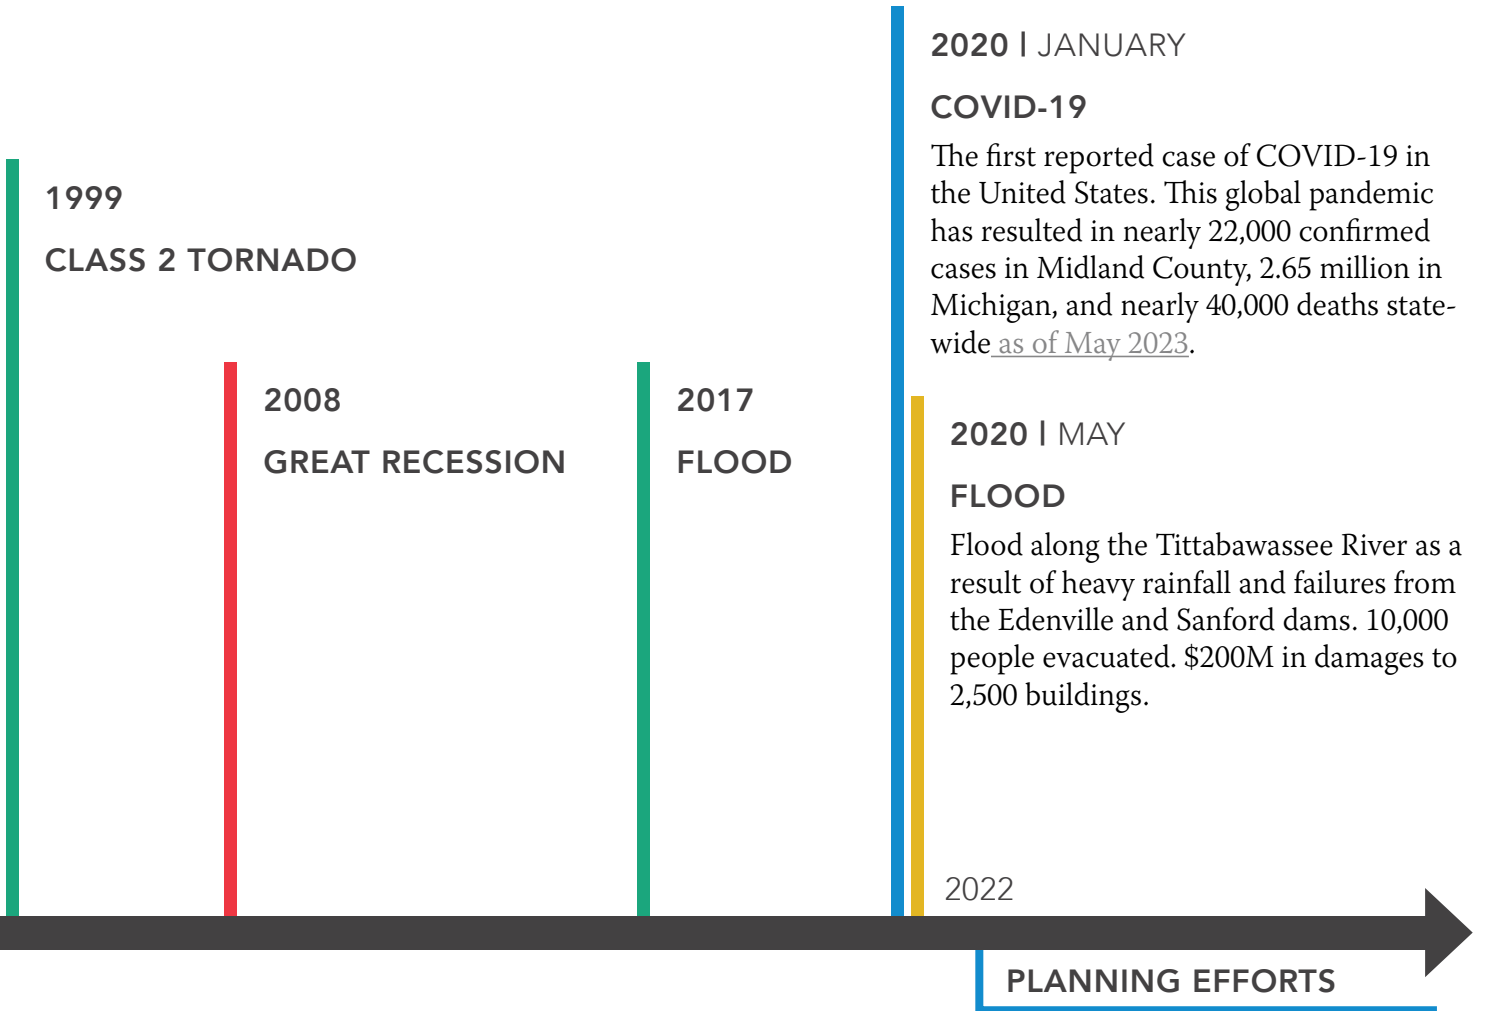 1999
CLASS 2 TORNADO
2008
GREAT RECESSION
2017
FLOOD
2020 | JANUARY
COVID-19
The first reported case of COVID-19 in
the United States. This global pandemic
has resulted in nearly 22,000 confirmed
cases in Midland County, 2.65 million in
Michigan, and nearly 40,000 deaths state-
wide as of May 2023.
2020 | MAY
FLOOD
Flood along the Tittabawassee River as a
result of heavy rainfall and failures from
the Edenville and Sanford dams. 10,000
people evacuated. $200M in damages to
2,500 buildings.
2022
PLANNING EFFORTS